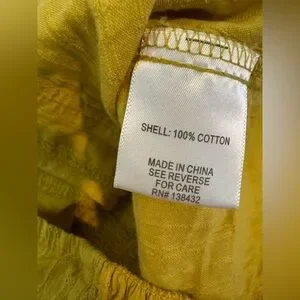 SHELL: 100% COTTON
MADE IN CHINA
SEE REVERSE
FOR CARE
RN# 138432